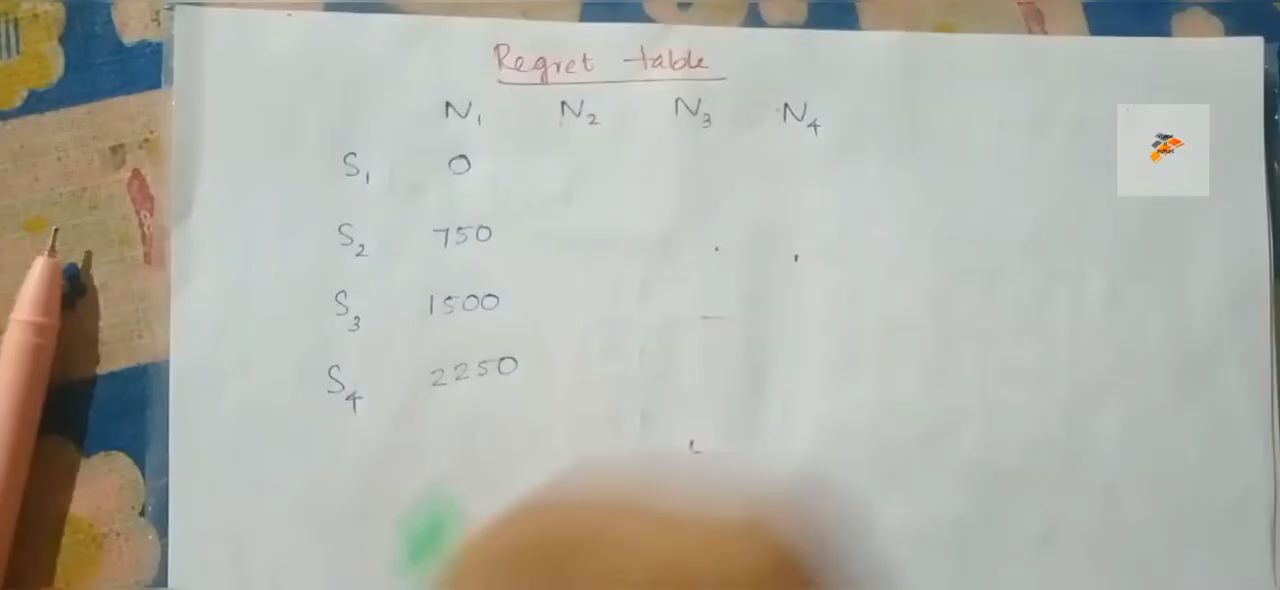 Regret table
N₁ N₂ N₃ N₄
S₁ 0
S₂ 750
S₃ 1500
S₄ 2250